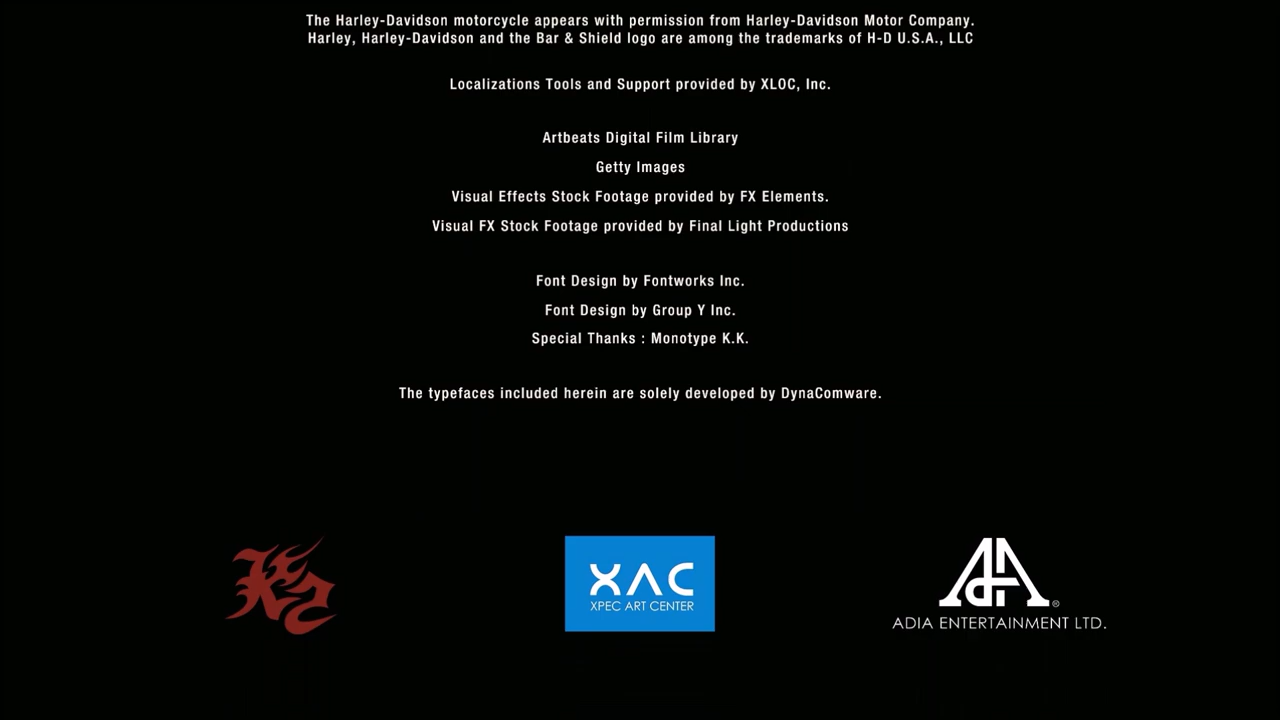 The Harley-Davidson motorcycle appears with permission from Harley-Davidson Motor Company.
Harley, Harley-Davidson and the Bar & Shield logo are among the trademarks of H-D U.S.A., LLC
Localizations Tools and Support provided by XLOC, Inc.
Artbeats Digital Film Library
Getty Images
Visual Effects Stock Footage provided by FX Elements.
Visual FX Stock Footage provided by Final Light Productions
Font Design by Fontworks Inc.
Font Design by Group Y Inc.
Special Thanks : Monotype K.K.
The typefaces included herein are solely developed by DynaComware.
XAC
XPEC ART CENTER
®
ADIA ENTERTAINMENT LTD.